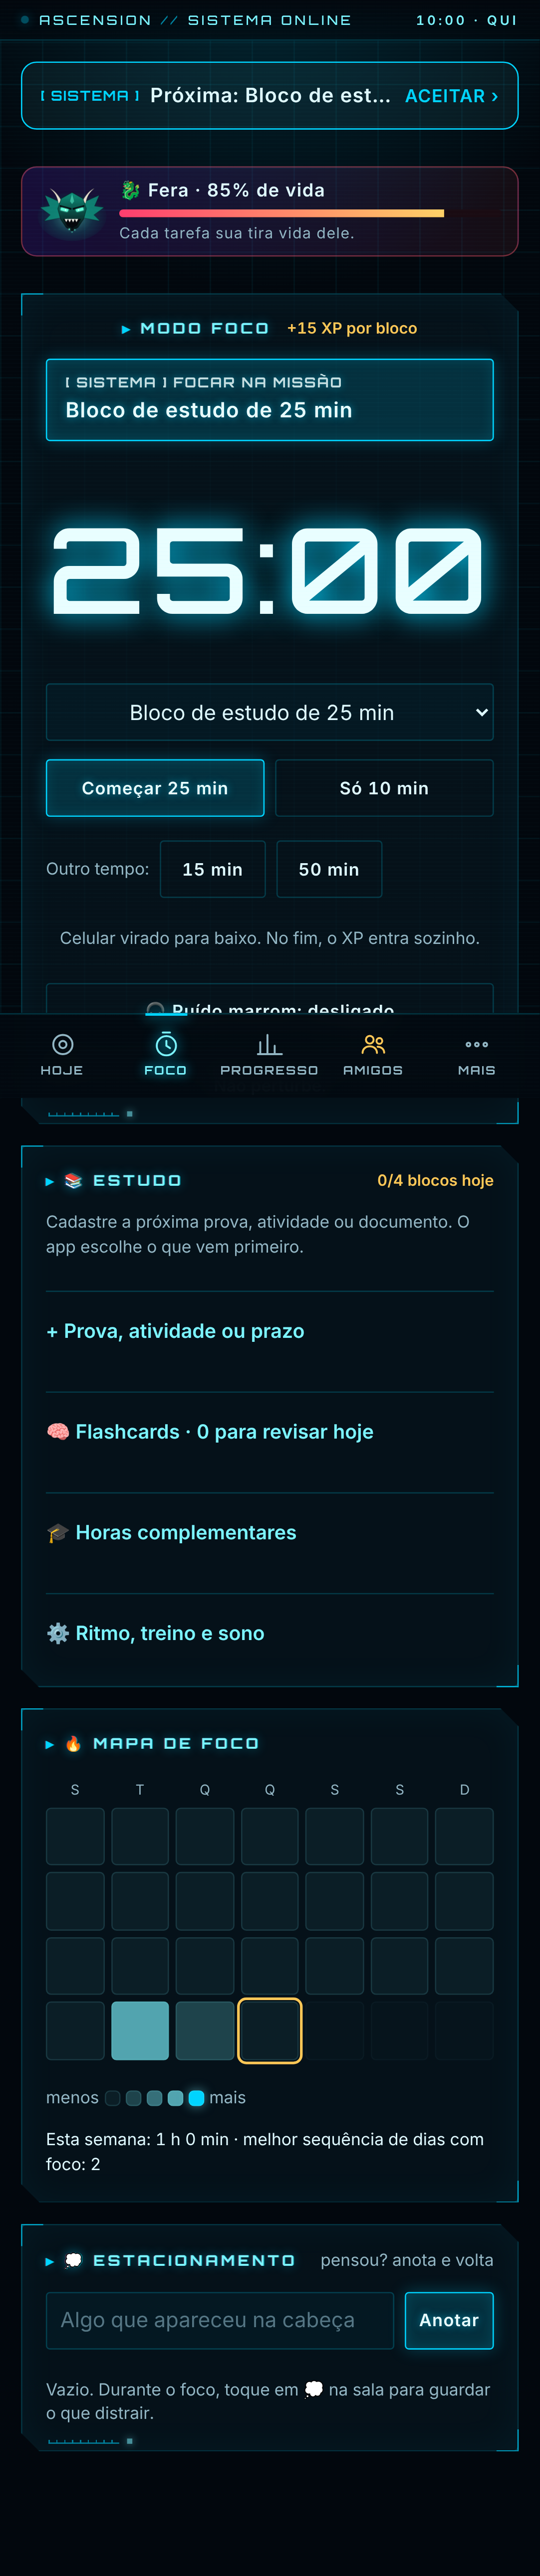 ASCENSION // SISTEMA ONLINE
10:00 · QUI
[ SISTEMA ] Próxima: Bloco de est... ACEITAR ›
🐉 Fera · 85% de vida
Cada tarefa sua tira vida dele.
▸ MODO FOCO +15 XP por bloco
[ SISTEMA ] FOCAR NA MISSÃO
Bloco de estudo de 25 min
25:00
Bloco de estudo de 25 min
Começar 25 min
Só 10 min
Outro tempo:
15 min
50 min
Celular virado para baixo. No fim, o XP entra sozinho.
🎧 Ruído marrom: desligado
HOJE
FOCO
PROGRESSO
AMIGOS
MAIS
▸ 📚 ESTUDO
0/4 blocos hoje
Cadastre a próxima prova, atividade ou documento. O
app escolhe o que vem primeiro.
+ Prova, atividade ou prazo
🧠 Flashcards · 0 para revisar hoje
🎓 Horas complementares
⚙️ Ritmo, treino e sono
▸ 🔥 MAPA DE FOCO
S T Q Q S S D
menos
mais
Esta semana: 1 h 0 min · melhor sequência de dias com
foco: 2
▸ 💭 ESTACIONAMENTO
pensou? anota e volta
Algo que apareceu na cabeça
Anotar
Vazio. Durante o foco, toque em 💭 na sala para guardar
o que distrair.